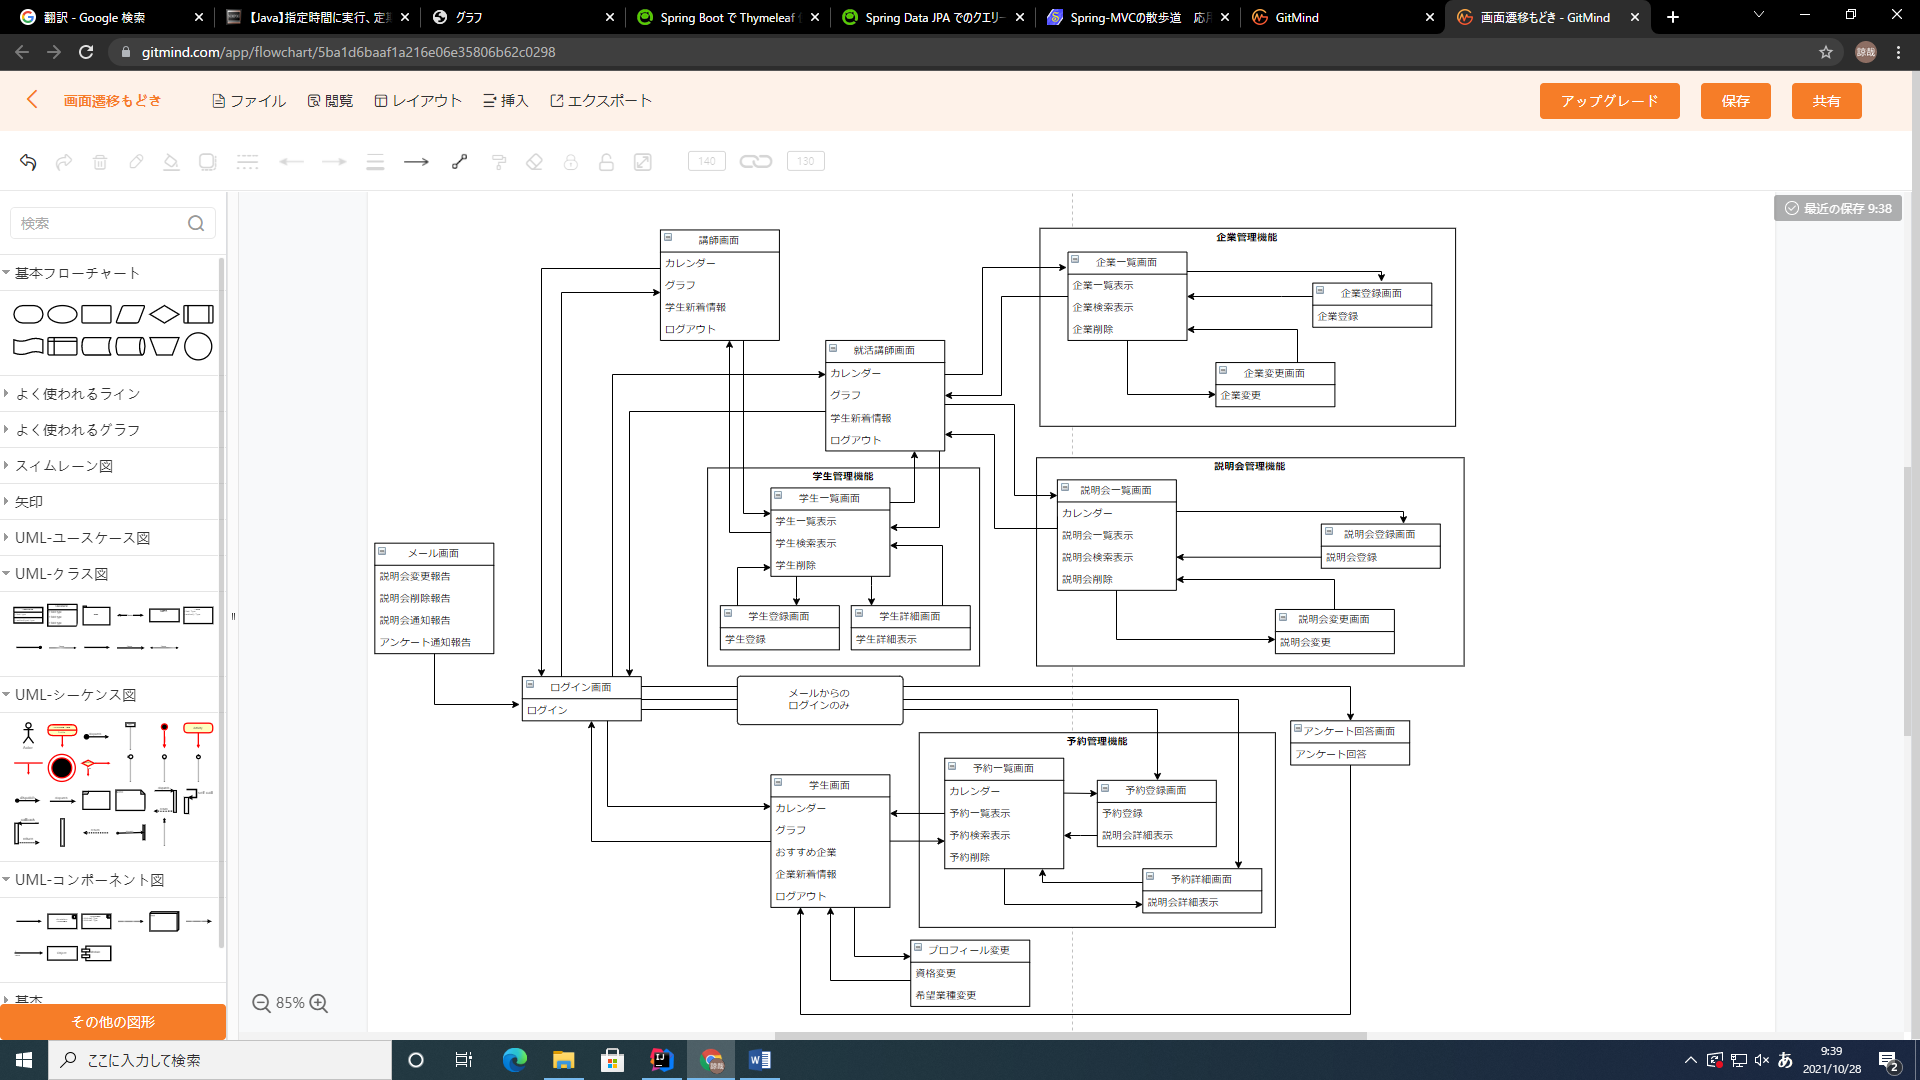 翻訳 - Google 検索
【Java】指定時間に実行、定
グラフ
Spring Boot で Thymeleaf
Spring Data JPA でのクエリー
Spring-MVCの散歩道　応
GitMind
画面遷移もどき - GitMind
gitmind.com/app/flowchart/5ba1d6baaf1a216e06e35806b62c0298
画面遷移もどき
ファイル
閲覧
レイアウト
挿入
エクスポート
アップグレード
保存
共有
140
130
検索
最近の保存 9:38
基本フローチャート
よく使われるライン
よく使われるグラフ
スイムレーン図
矢印
UML-ユースケース図
UML-クラス図
UML-シーケンス図
UML-コンポーネント図
基本
その他の図形
85%
講師画面
カレンダー
グラフ
学生新着情報
ログアウト
就活講師画面
カレンダー
グラフ
学生新着情報
ログアウト
企業管理機能
企業一覧画面
企業一覧表示
企業検索表示
企業削除
企業登録画面
企業登録
企業変更画面
企業変更
学生管理機能
学生一覧画面
学生一覧表示
学生検索表示
学生削除
学生登録画面
学生登録
学生詳細画面
学生詳細表示
説明会管理機能
説明会一覧画面
カレンダー
説明会一覧表示
説明会検索表示
説明会削除
説明会登録画面
説明会登録
説明会変更画面
説明会変更
メール画面
説明会変更報告
説明会削除報告
説明会通知報告
アンケート通知報告
ログイン画面
ログイン
メールからの
ログインのみ
アンケート回答画面
アンケート回答
予約管理機能
予約一覧画面
カレンダー
予約一覧表示
予約検索表示
予約削除
予約登録画面
予約登録
説明会詳細表示
予約詳細画面
説明会詳細表示
学生画面
カレンダー
グラフ
おすすめ企業
企業新着情報
ログアウト
プロフィール変更
資格変更
希望業種変更
ここに入力して検索
あ
9:39
2021/10/28
2